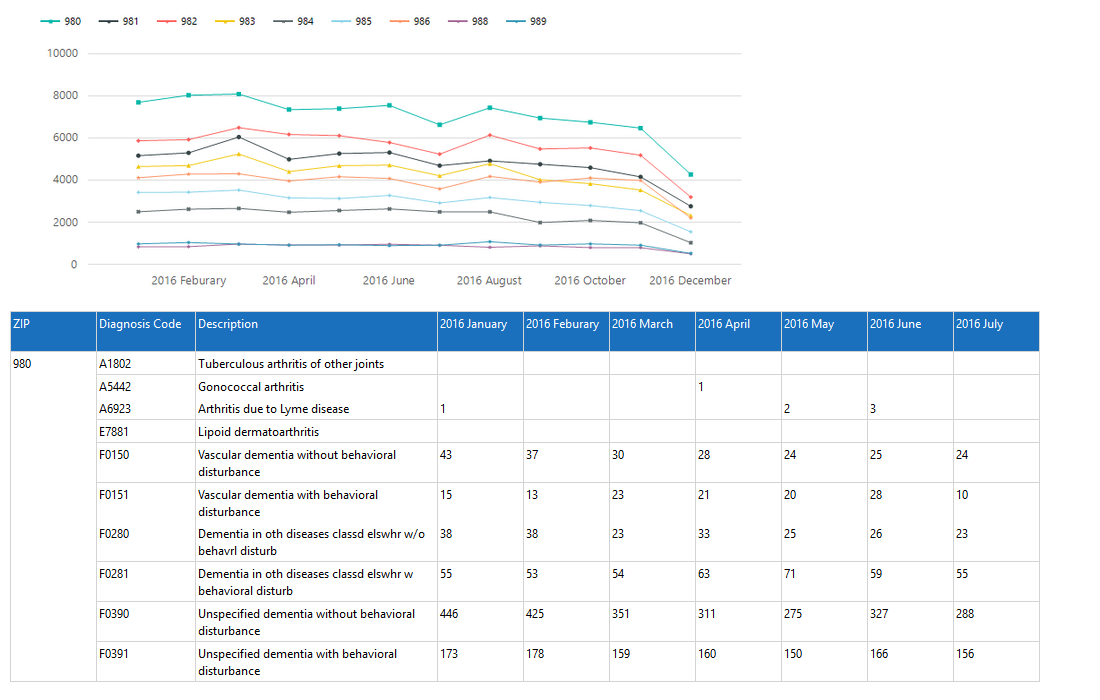 980 981 982 983 984 985 986 988 989
10000
8000
6000
4000
2000
0
2016 Feburary 2016 April 2016 June 2016 August 2016 October 2016 December
ZIP Diagnosis Code Description 2016 January 2016 Feburary 2016 March 2016 April 2016 May 2016 June 2016 July
980 A1802 Tuberculous arthritis of other joints
A5442 Gonococcal arthritis 1
A6923 Arthritis due to Lyme disease 1 2 3
E7881 Lipoid dermatoarthritis
F0150 Vascular dementia without behavioral 43 37 30 28 24 25 24
disturbance
F0151 Vascular dementia with behavioral 15 13 23 21 20 28 10
disturbance
F0280 Dementia in oth diseases classd elswhr w/o 38 38 23 33 25 26 23
behavrl disturb
F0281 Dementia in oth diseases classd elswhr w 55 53 54 63 71 59 55
behavioral disturb
F0390 Unspecified dementia without behavioral 446 425 351 311 275 327 288
disturbance
F0391 Unspecified dementia with behavioral 173 178 159 160 150 166 156
disturbance